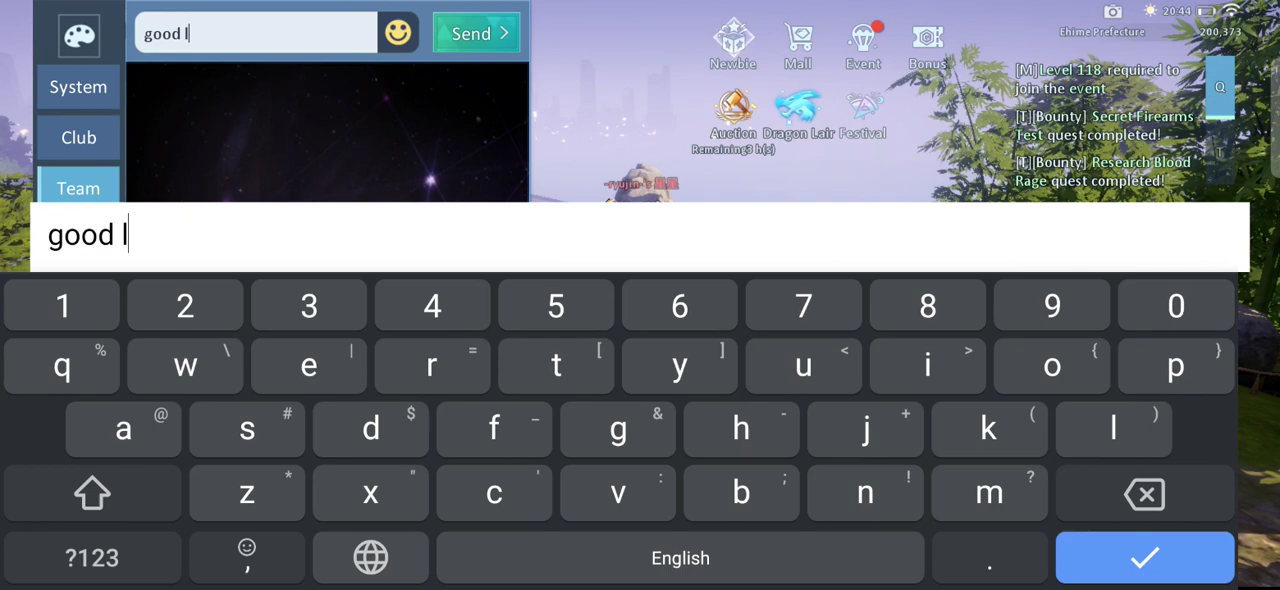 good l
Send >
System
Club
Team
Newbie
Mall
Event
Bonus
Auction
Remaining3 h(s)
Dragon Lair
Festival
20:44
Ehime Prefecture
200,373
[M]Level 118 required to
join the event
[T][Bounty] Secret Firearms
Test quest completed!
[T][Bounty] Research Blood
Rage quest completed!
Q
T
-ryujin-'s
good l
1 2 3 4 5 6 7 8 9 0
% \ | = [ ] < > { }
q w e r t y u i o p
@ # $ _ & - + ( )
a s d f g h j k l
* " ' : ; ! ?
z x c v b n m
?123 , English .